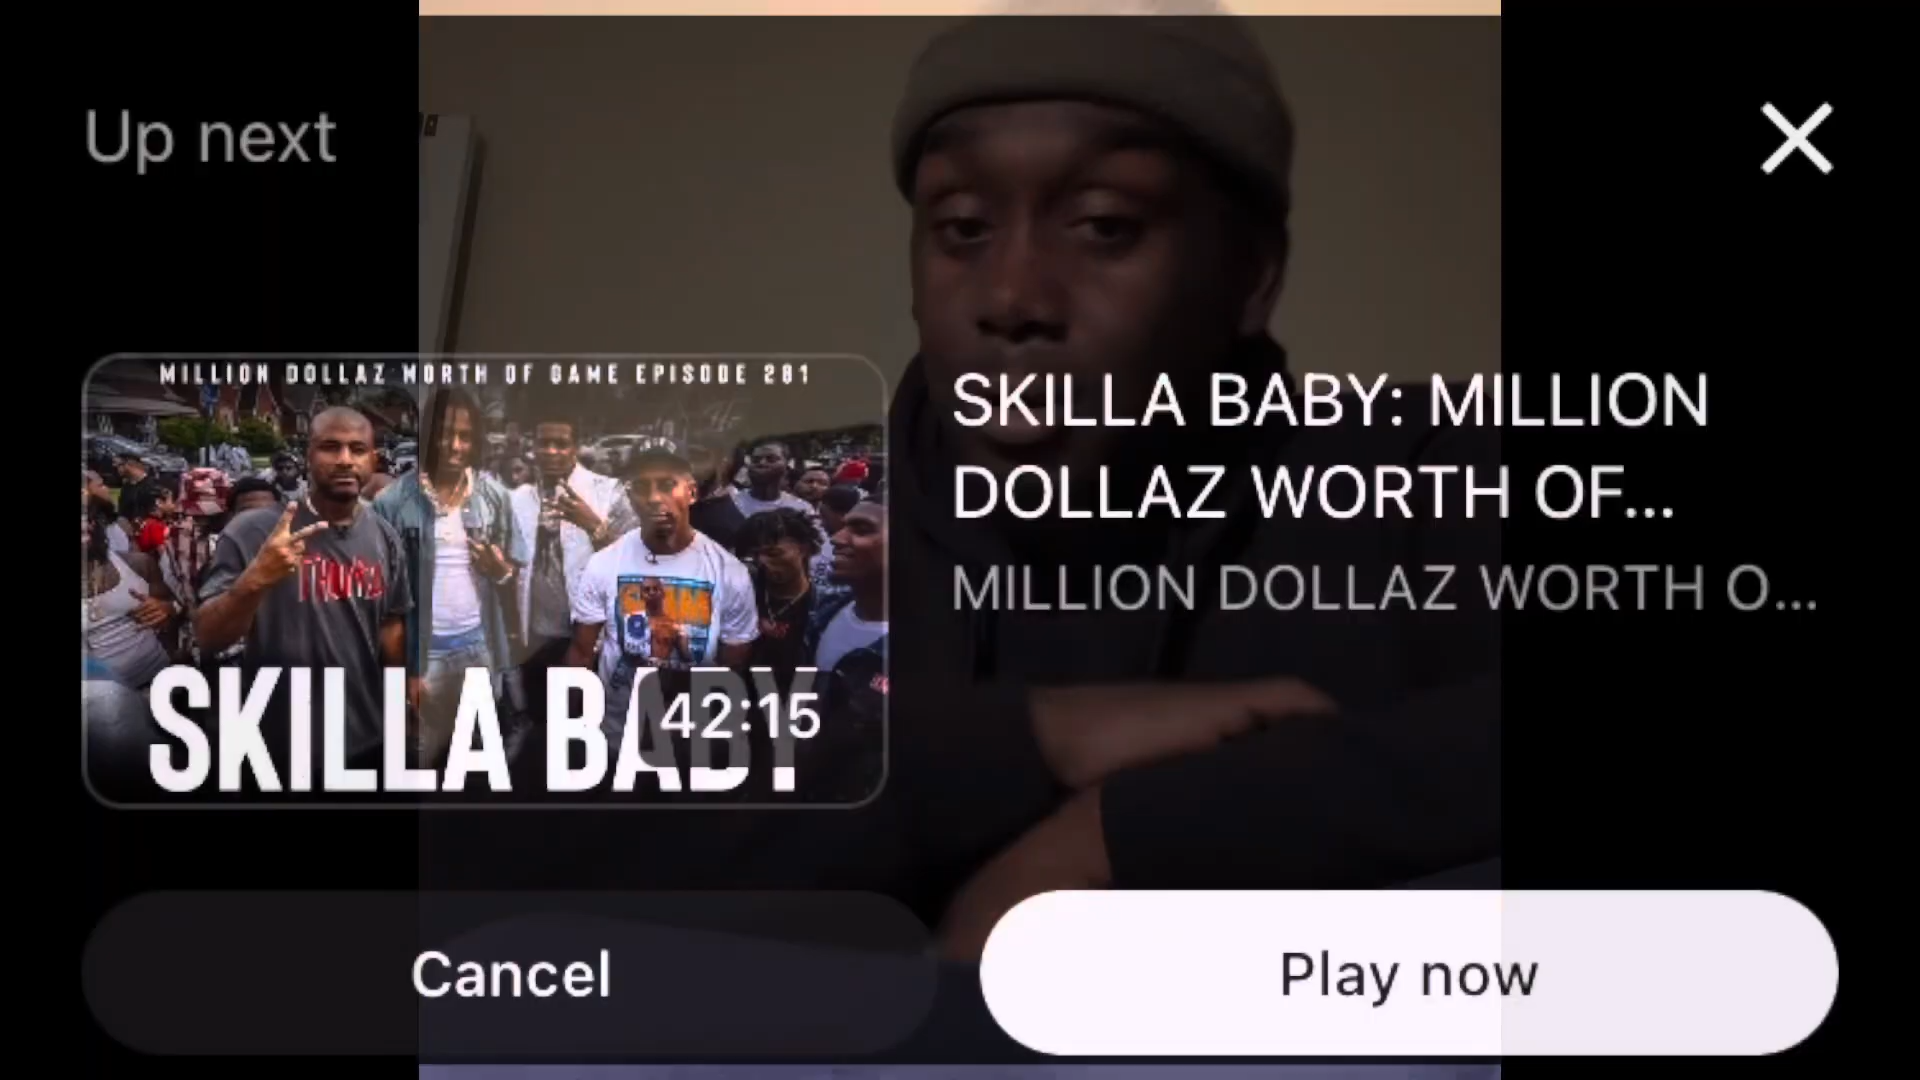 Up next
MILLION DOLLAZ WORTH OF GAME EPISODE 281
SKILLA BABY
42:15
SKILLA BABY: MILLION
DOLLAZ WORTH OF...
MILLION DOLLAZ WORTH O...
Cancel
Play now